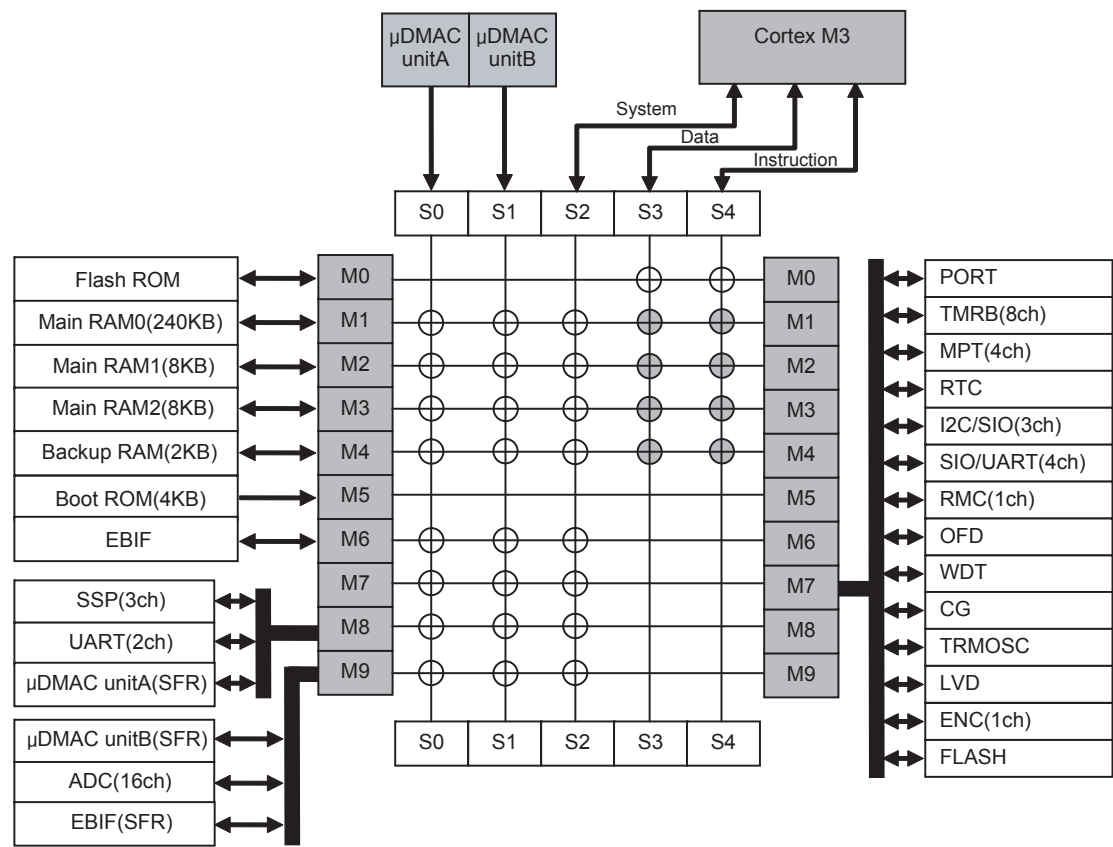 µDMAC
unitA
µDMAC
unitB
Cortex M3
System
Data
Instruction
S0
S1
S2
S3
S4
Flash ROM
Main RAM0(240KB)
Main RAM1(8KB)
Main RAM2(8KB)
Backup RAM(2KB)
Boot ROM(4KB)
EBIF
SSP(3ch)
UART(2ch)
µDMAC unitA(SFR)
µDMAC unitB(SFR)
ADC(16ch)
EBIF(SFR)
M0
M1
M2
M3
M4
M5
M6
M7
M8
M9
M0
M1
M2
M3
M4
M5
M6
M7
M8
M9
S0
S1
S2
S3
S4
PORT
TMRB(8ch)
MPT(4ch)
RTC
I2C/SIO(3ch)
SIO/UART(4ch)
RMC(1ch)
OFD
WDT
CG
TRMOSC
LVD
ENC(1ch)
FLASH